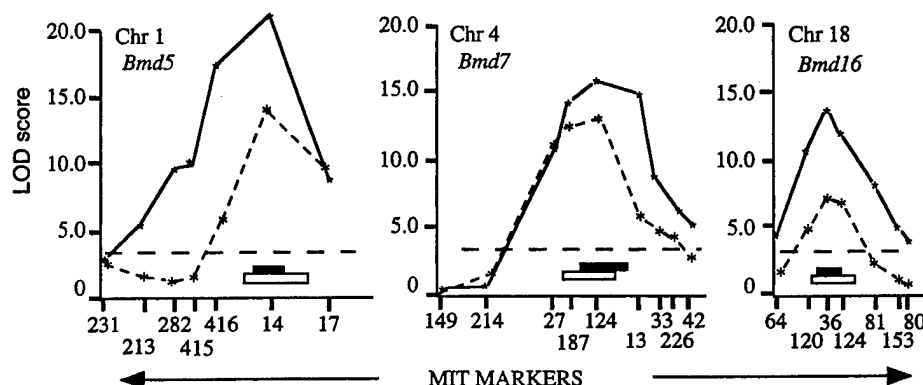 LOD score
20.0
15.0
10.0
5.0
0
Chr 1
Bmd5
231 282 416 14 17
213 415
20.0
15.0
10.0
5.0
0
Chr 4
Bmd7
149 214 27 124 33 42
187 13 226
20.0
15.0
10.0
5.0
0
Chr 18
Bmd16
64 36 81 80
120 124 153
MIT MARKERS